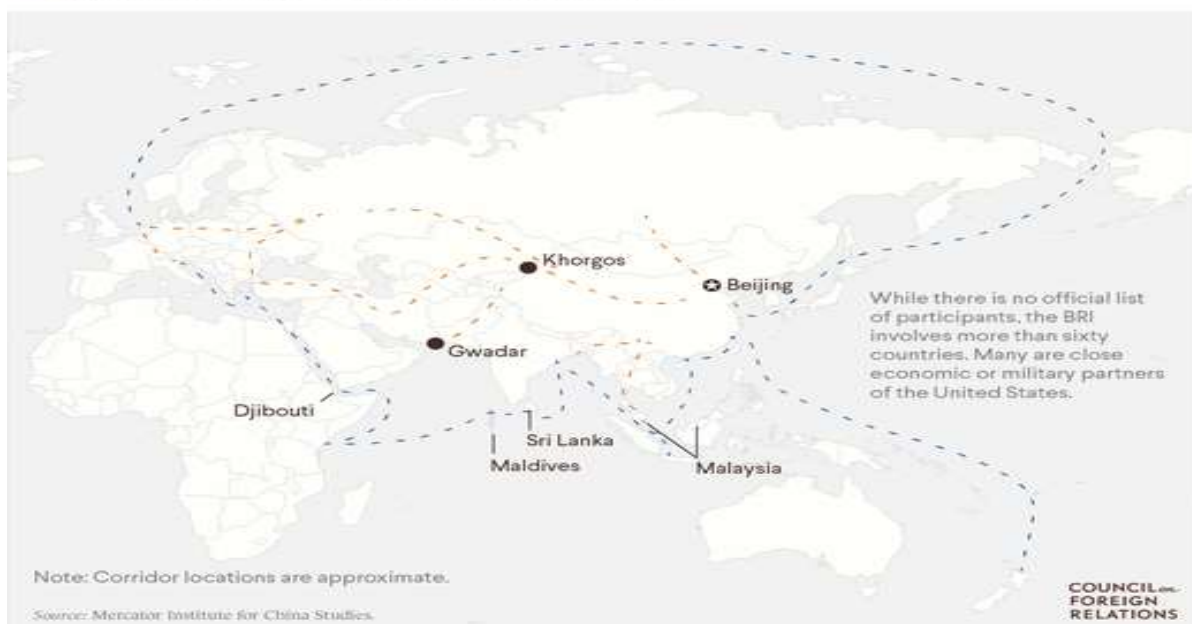 Khorgos
Beijing
While there is no official list
of participants, the BRI
involves more than sixty
countries. Many are close
economic or military partners
of the United States.
Gwadar
Djibouti
Sri Lanka
Maldives
Malaysia
Note: Corridor locations are approximate.
Source: Mercator Institute for China Studies.
COUNCIL on
FOREIGN
RELATIONS